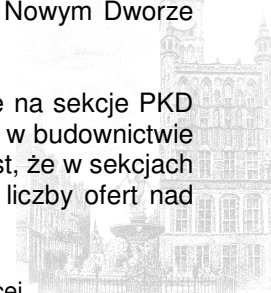 Nowym Dworze
na sekcje PKD
w budownictwie
st, że w sekcjach
liczby ofert nad
cej